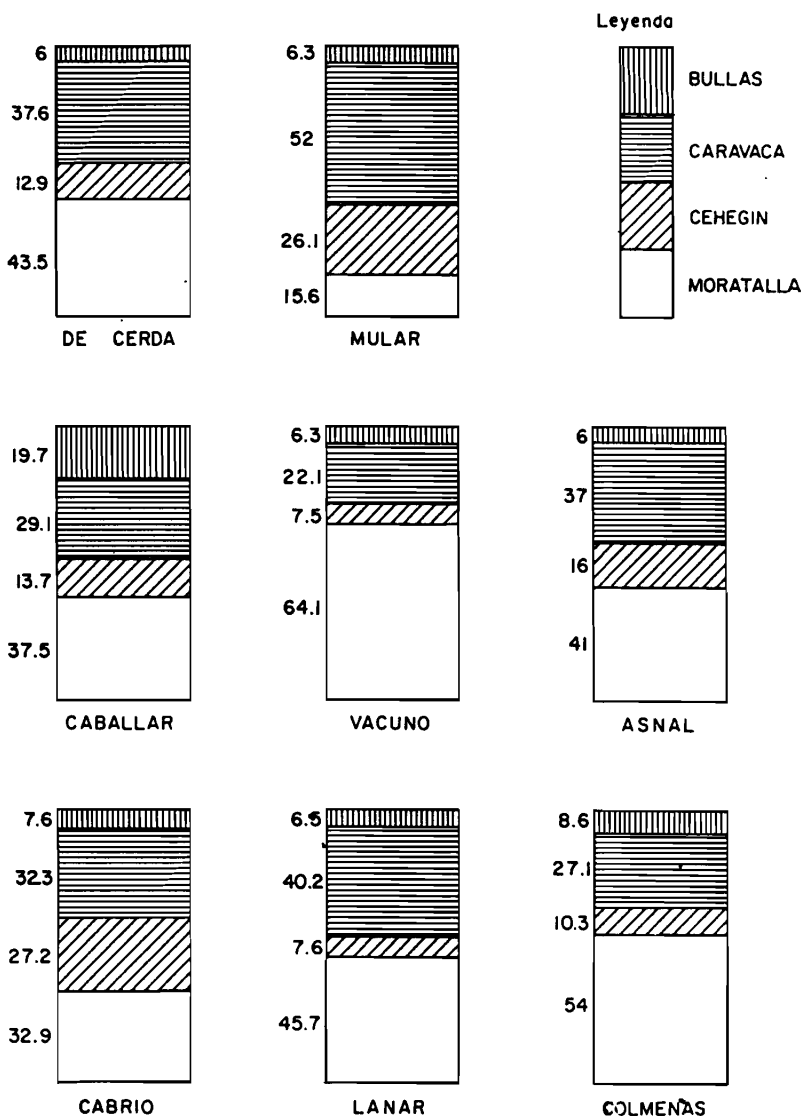 Leyenda
BULLAS
CARAVACA
CEHEGIN
MORATALLA
6
37.6
12.9
43.5
DE CERDA
6.3
52
26.1
15.6
MULAR
19.7
29.1
13.7
37.5
CABALLAR
6.3
22.1
7.5
64.1
VACUNO
6
37
16
41
ASNAL
7.6
32.3
27.2
32.9
CABRIO
6.5
40.2
7.6
45.7
LANAR
8.6
27.1
10.3
54
COLMENAS